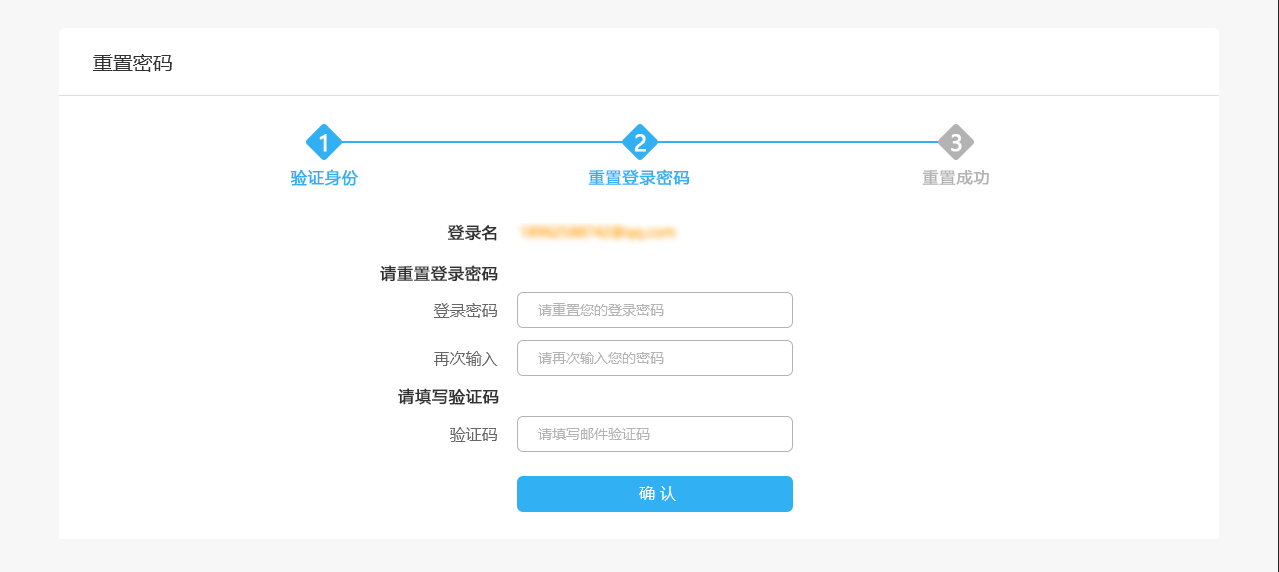 重置密码
1
2
3
验证身份
重置登录密码
重置成功
登录名
请重置登录密码
登录密码 请重置您的登录密码
再次输入 请再次输入您的密码
请填写验证码
验证码 请填写邮件验证码
确 认